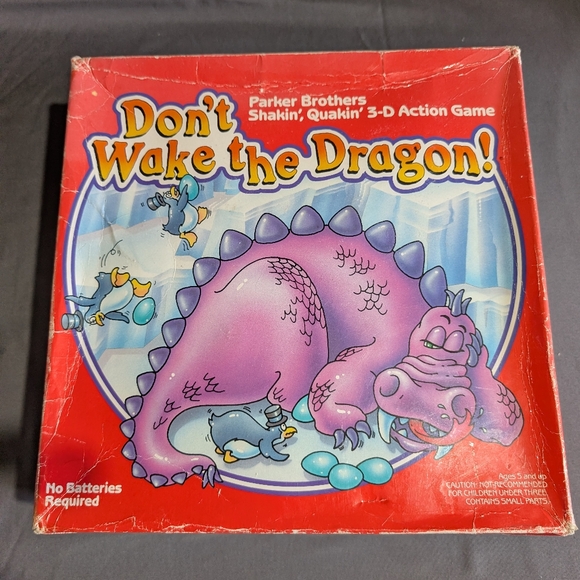 Parker Brothers
Shakin', Quakin' 3-D Action Game
Don't
Wake the Dragon!
No Batteries
Required
Ages 5 and up
CAUTION: NOT RECOMMENDED
FOR CHILDREN UNDER THREE.
CONTAINS SMALL PARTS.